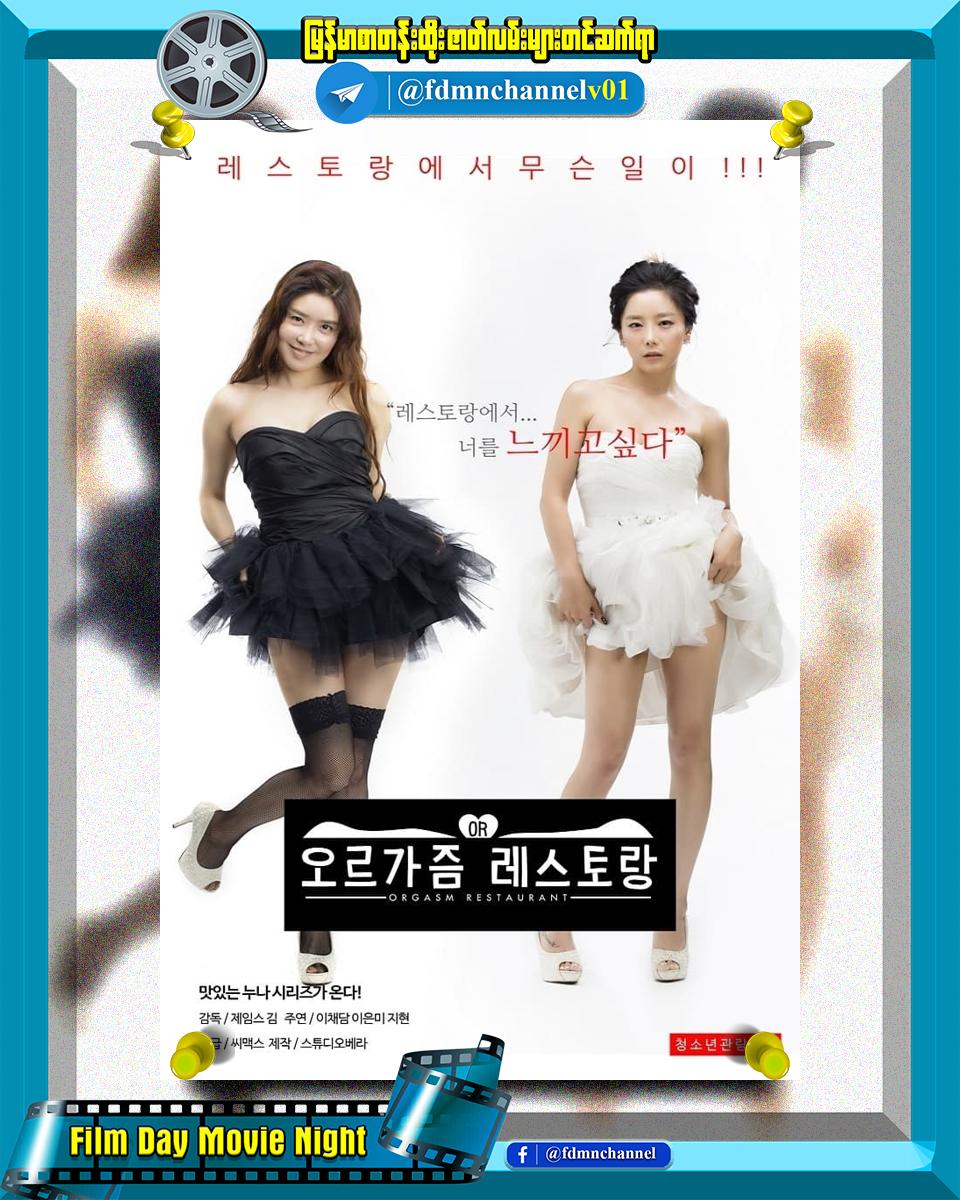 မြန်မာစာတန်းထိုးဇာတ်လမ်းများတင်ဆက်ရာ
@fdmnchannelv01
레스토랑에서무슨일이!!!
“레스토랑에서...
너를 느끼고싶다”
OR
오르가즘 레스토랑
ORGASM RESTAURANT
맛있는 누나 시리즈가 온다!
감독 / 제임스 김 주연 / 이채담 이은미 지현
급 / 씨맥스 제작 / 스튜디오베라
청소년관람
Film Day Movie Night
f @fdmnchannel